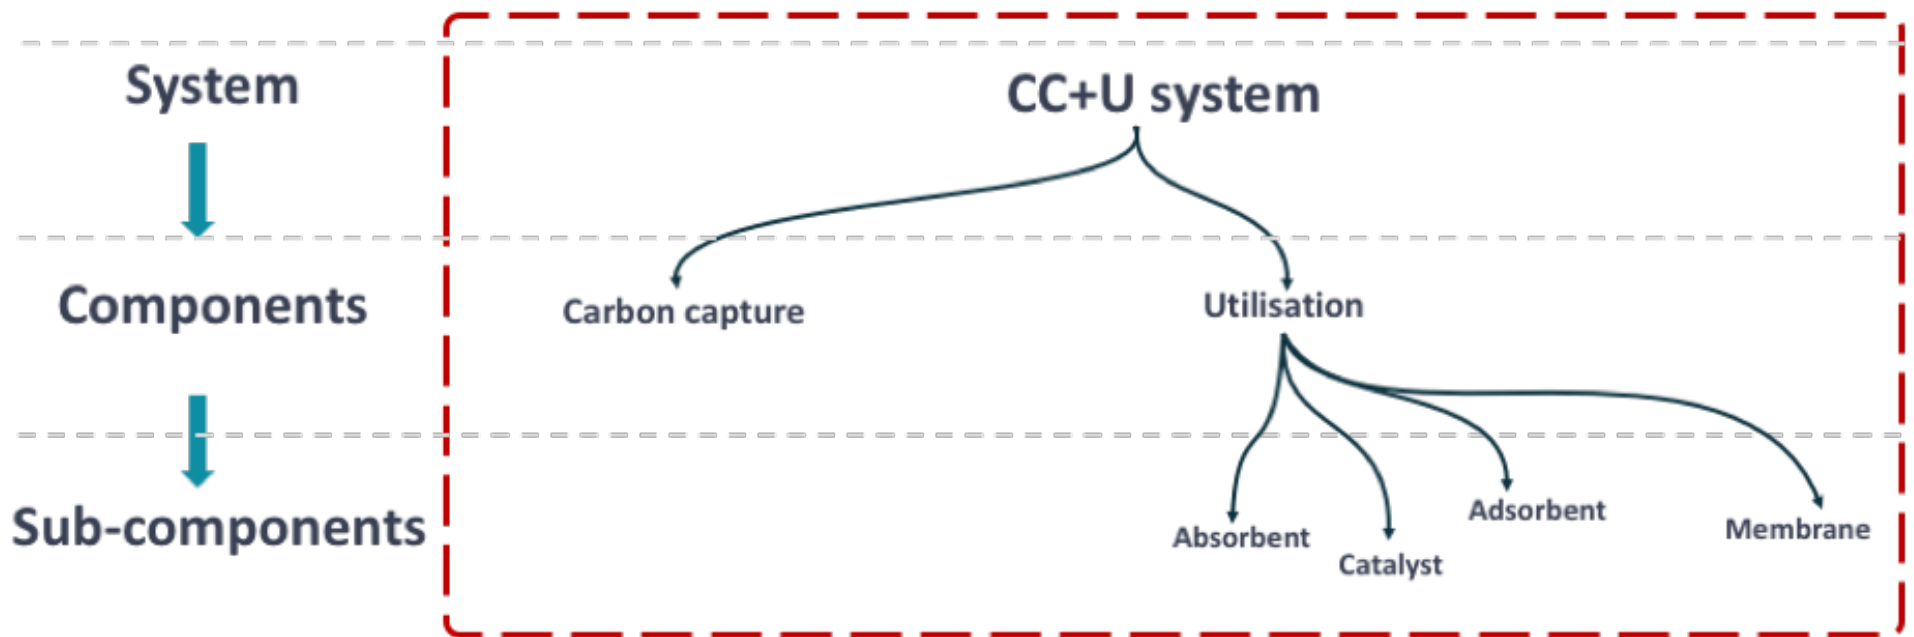 System
CC+U system
Components
Carbon capture
Utilisation
Sub-components
Absorbent
Catalyst
Adsorbent
Membrane